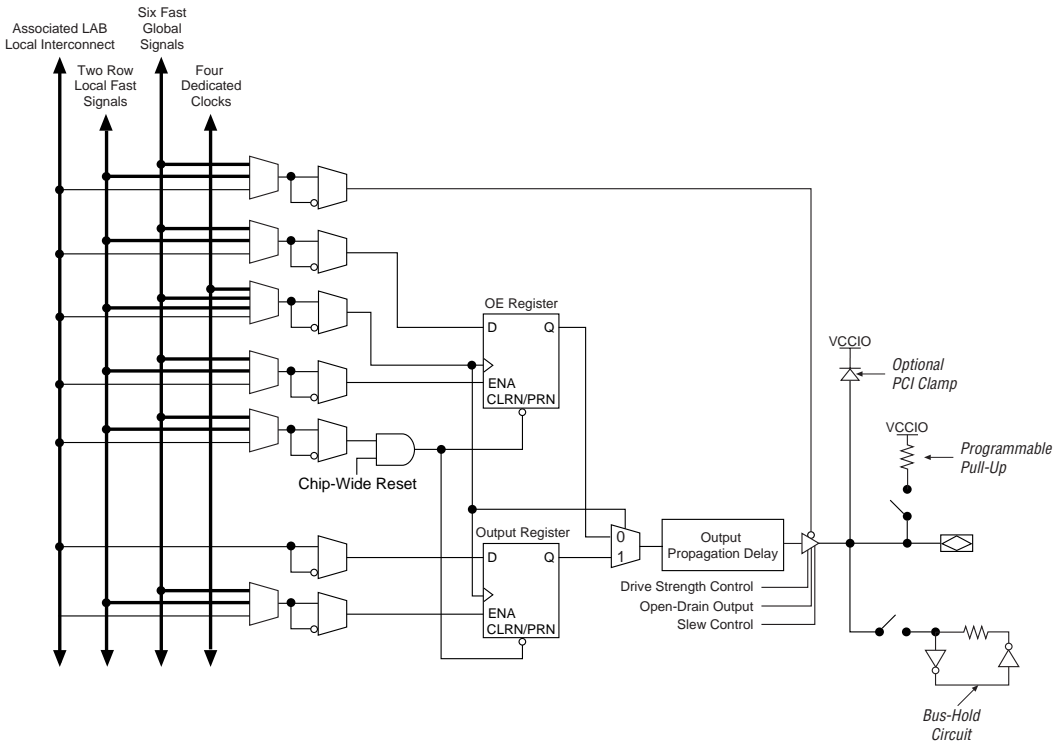 Associated LAB
Local Interconnect
Six Fast
Global
Signals
Two Row
Local Fast
Signals
Four
Dedicated
Clocks
OE Register
D
Q
ENA
CLRN/PRN
Chip-Wide Reset
Output Register
D
Q
ENA
CLRN/PRN
0
1
Output
Propagation Delay
Drive Strength Control
Open-Drain Output
Slew Control
VCCIO
Optional
PCI Clamp
VCCIO
Programmable
Pull-Up
Bus-Hold
Circuit